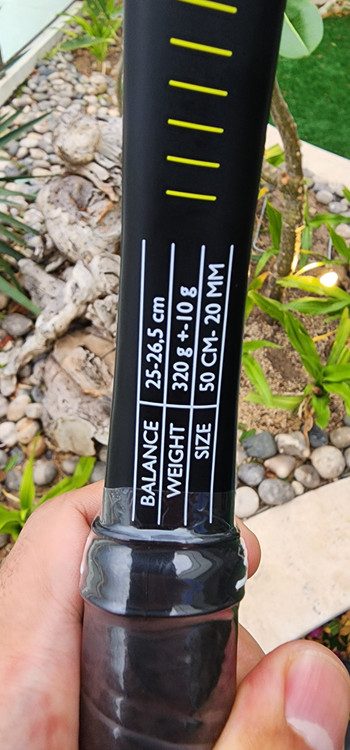 BALANCE 25-26,5 cm
WEIGHT 320 g +-10 g
SIZE 50 CM- 20 MM